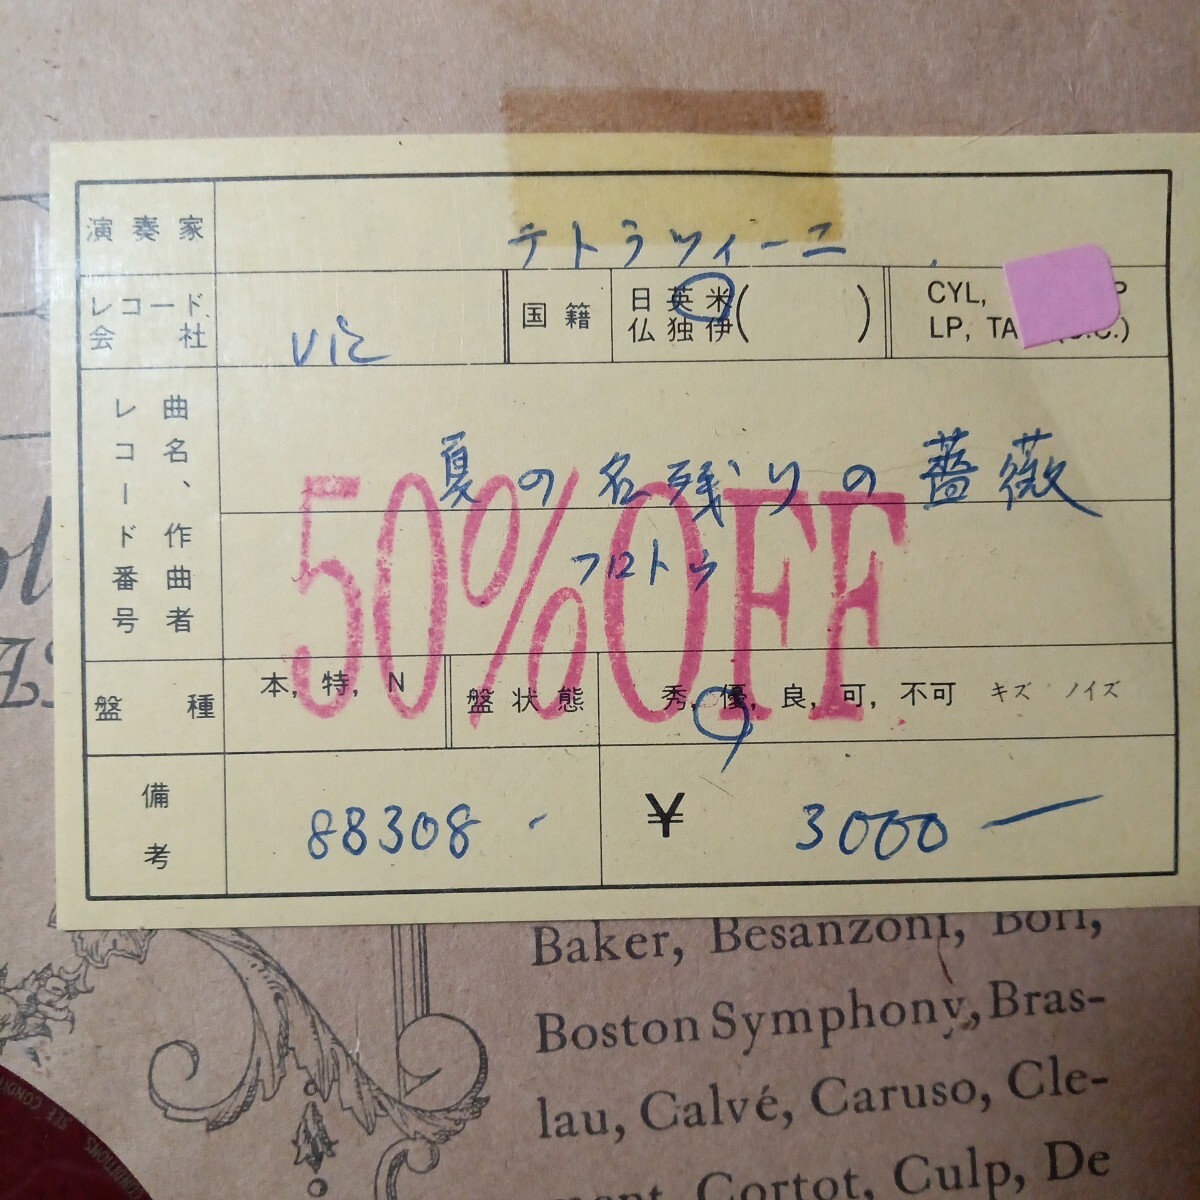 演奏家 テトラツィーニ
レコード会社 Vic 国籍 日 英 米 ( ) CYL, P
仏 独 伊 LP, TA
レコード番号 曲名、作曲者 夏の名残りの薔薇
フロトウ
50%OFF
盤種 本, 特, N 盤状態 秀, 優, 良, 可, 不可 キズ ノイズ
備考 88308 - ¥ 3000 —
Baker, Besanzoni, Bori,
Boston Symphony, Bras-
lau, Calvé, Caruso, Cle-
ment, Cortot, Culp, De
SEE CONDITIONS